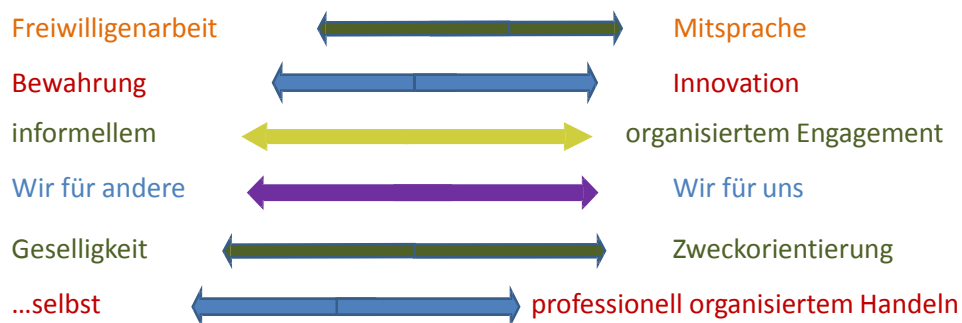 Freiwilligenarbeit Mitsprache
Bewahrung Innovation
informellem organisiertem Engagement
Wir für andere Wir für uns
Geselligkeit Zweckorientierung
...selbst professionell organisiertem Handeln